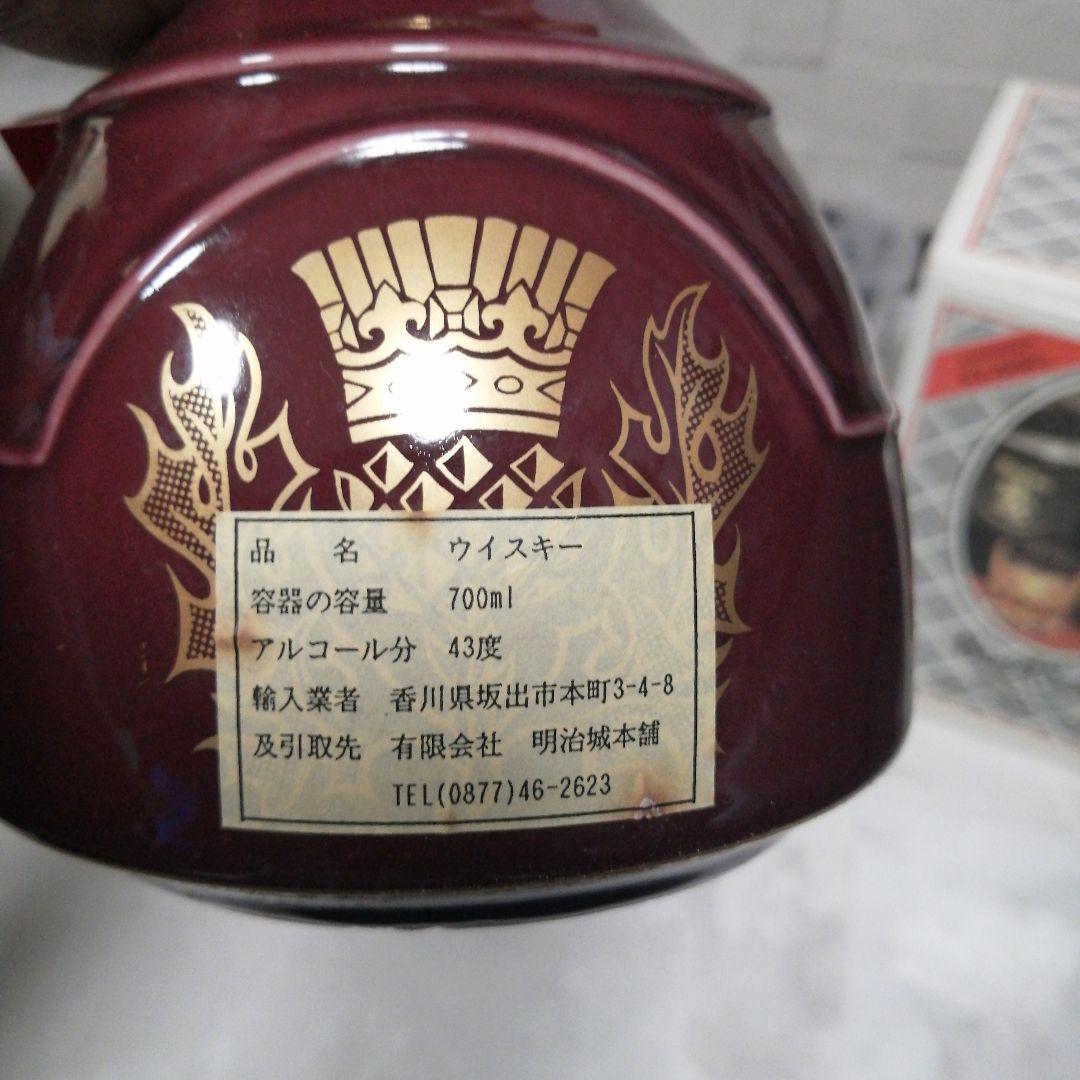 品　　名　　　ウイスキー
容器の容量　　700ml
アルコール分　43度
輸入業者　香川県坂出市本町3-4-8
及引取先　有限会社　明治城本舗
TEL(0877)46-2623